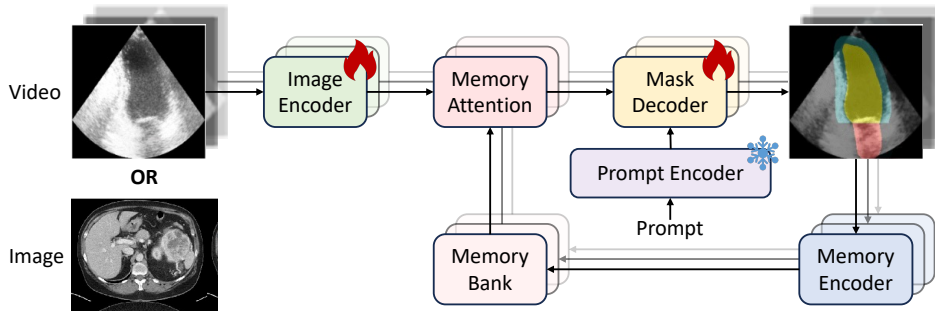 Video
Image
Encoder
Memory
Attention
Mask
Decoder
OR
Prompt Encoder
Prompt
Image
Memory
Bank
Memory
Encoder